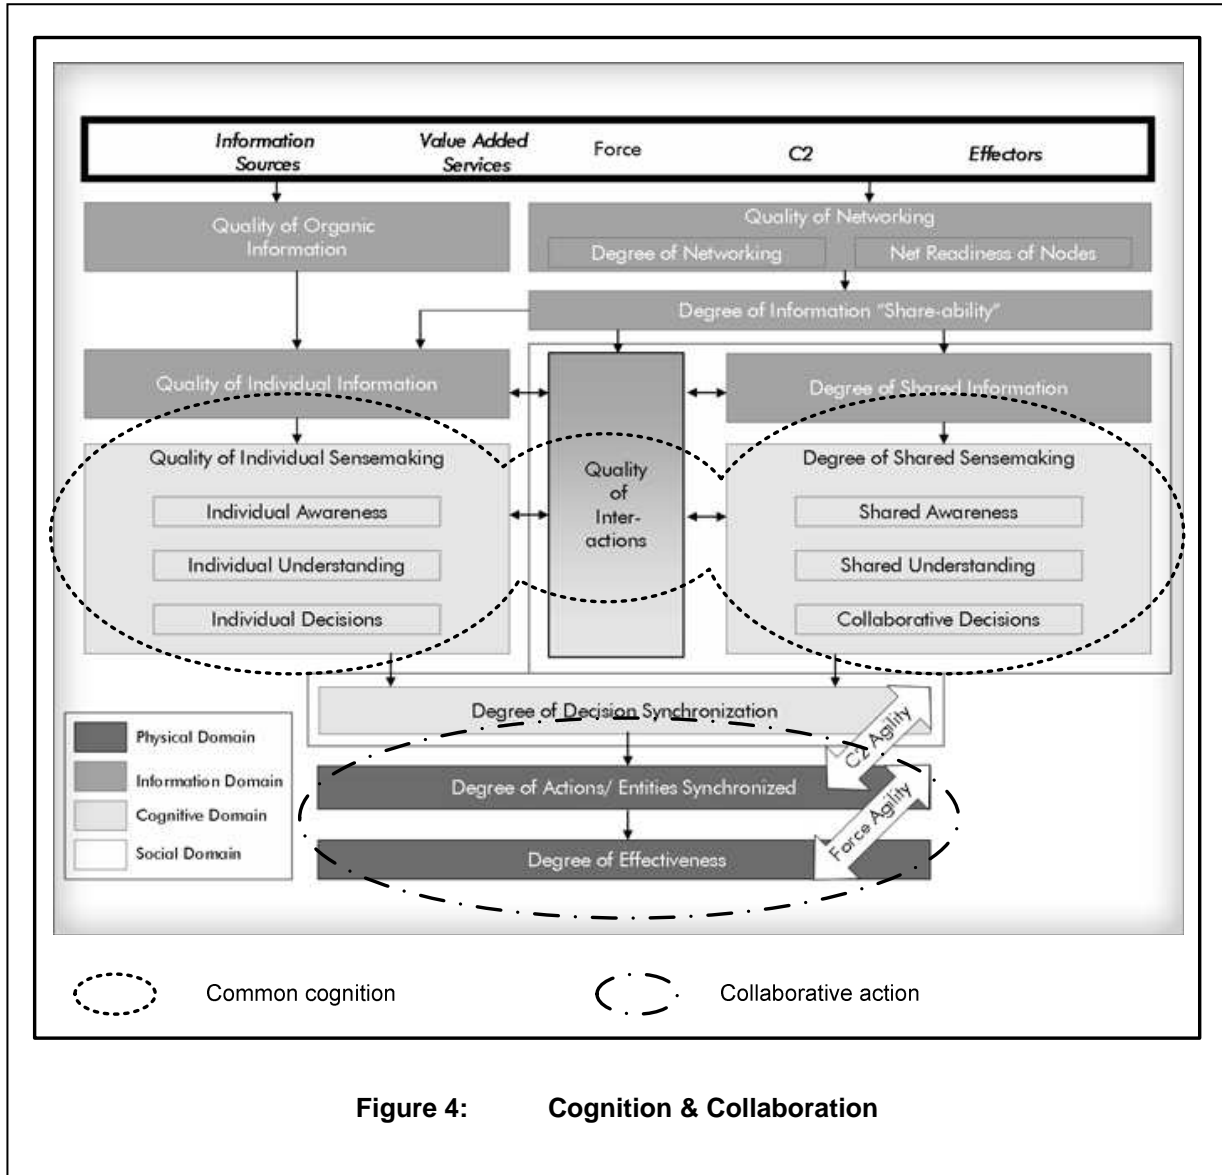 Information
Sources
Value Added
Services
Force
C2
Effectors
Quality of Organic
Information
Quality of Networking
Degree of Networking
Net Readiness of Nodes
Degree of Information "Share-ability"
Quality of Individual Information
Degree of Shared Information
Quality of Individual Sensemaking
Individual Awareness
Individual Understanding
Individual Decisions
Quality
of
Inter-
actions
Degree of Shared Sensemaking
Shared Awareness
Shared Understanding
Collaborative Decisions
Degree of Decision Synchronization
C2 Agility
Degree of Actions/ Entities Synchronized
Force Agility
Degree of Effectiveness
Physical Domain
Information Domain
Cognitive Domain
Social Domain
Common cognition
Collaborative action
Figure 4: Cognition & Collaboration